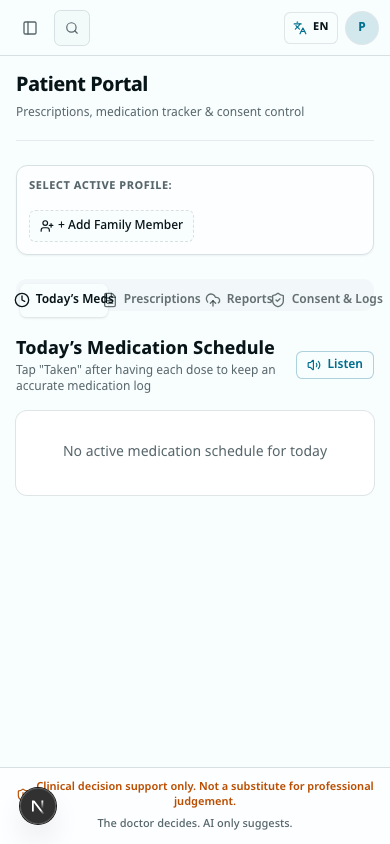 EN
P
Patient Portal
Prescriptions, medication tracker & consent control
SELECT ACTIVE PROFILE:
+ Add Family Member
Today's Meds
Prescriptions
Reports
Consent & Logs
Today's Medication Schedule
Tap "Taken" after having each dose to keep an
accurate medication log
Listen
No active medication schedule for today
Clinical decision support only. Not a substitute for professional
judgement.
N
The doctor decides. AI only suggests.